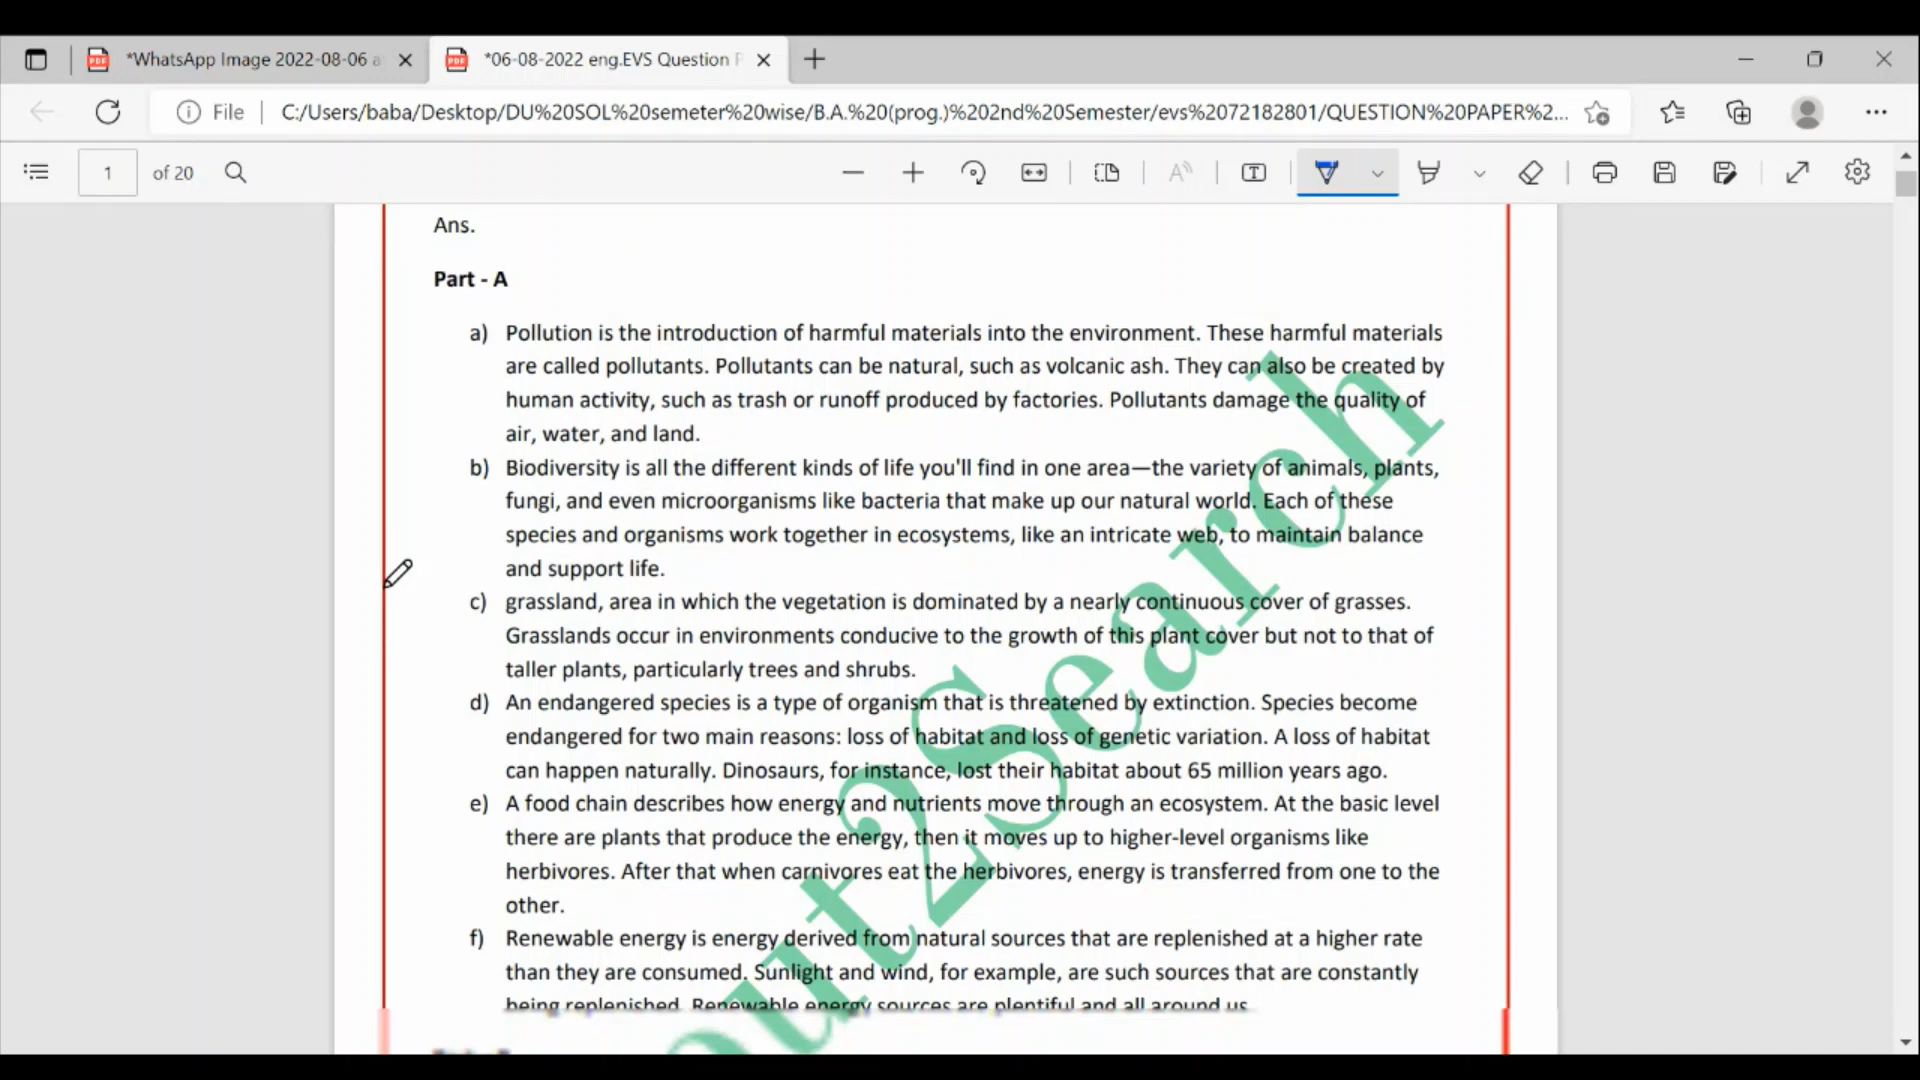 *WhatsApp Image 2022-08-06 a
*06-08-2022 eng.EVS Question P
File
C:/Users/baba/Desktop/DU%20SOL%20semeter%20wise/B.A.%20(prog.)%202nd%20Semester/evs%2072182801/QUESTION%20PAPER%2...
1 of 20
Ans.
Part - A
a) Pollution is the introduction of harmful materials into the environment. These harmful materials
are called pollutants. Pollutants can be natural, such as volcanic ash. They can also be created by
human activity, such as trash or runoff produced by factories. Pollutants damage the quality of
air, water, and land.
b) Biodiversity is all the different kinds of life you'll find in one area—the variety of animals, plants,
fungi, and even microorganisms like bacteria that make up our natural world. Each of these
species and organisms work together in ecosystems, like an intricate web, to maintain balance
and support life.
c) grassland, area in which the vegetation is dominated by a nearly continuous cover of grasses.
Grasslands occur in environments conducive to the growth of this plant cover but not to that of
taller plants, particularly trees and shrubs.
d) An endangered species is a type of organism that is threatened by extinction. Species become
endangered for two main reasons: loss of habitat and loss of genetic variation. A loss of habitat
can happen naturally. Dinosaurs, for instance, lost their habitat about 65 million years ago.
e) A food chain describes how energy and nutrients move through an ecosystem. At the basic level
there are plants that produce the energy, then it moves up to higher-level organisms like
herbivores. After that when carnivores eat the herbivores, energy is transferred from one to the
other.
f) Renewable energy is energy derived from natural sources that are replenished at a higher rate
than they are consumed. Sunlight and wind, for example, are such sources that are constantly
being replenished. Renewable energy sources are plentiful and all around us.
out2Search